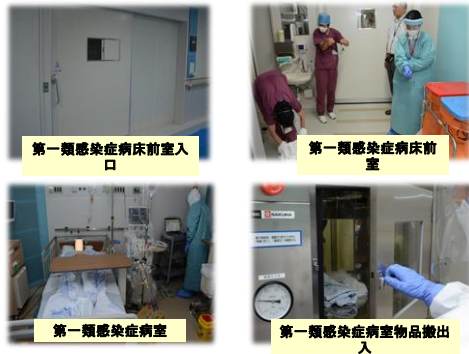 第一類感染症病床前室入
口
第一類感染症病床前
室
第一類感染症病室
第一類感染症病室物品搬出
入